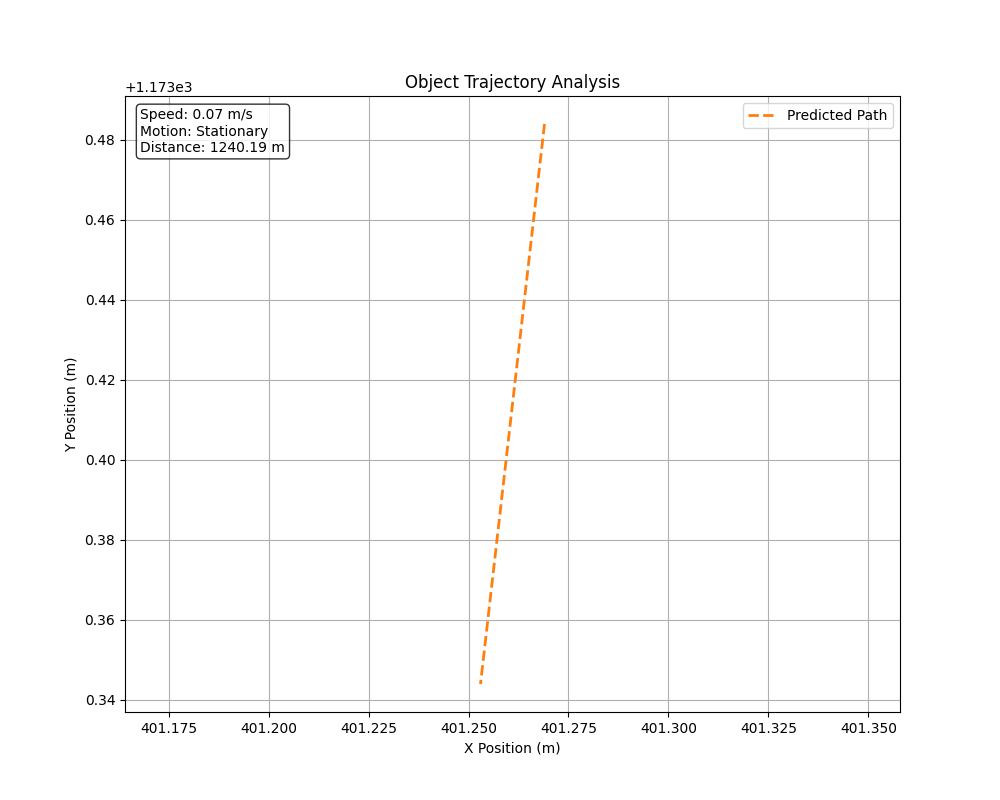 Object Trajectory Analysis
+1.173e3
Speed: 0.07 m/s
Motion: Stationary
Distance: 1240.19 m
Predicted Path
0.48
0.46
0.44
0.42
0.40
0.38
0.36
0.34
Y Position (m)
401.175 401.200 401.225 401.250 401.275 401.300 401.325 401.350
X Position (m)